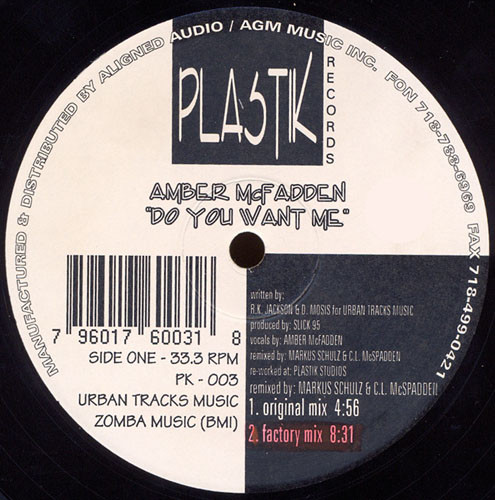 MANUFACTURED & DISTRIBUTED BY ALIGNED AUDIO / AGM MUSIC INC. FON 718-788-6969 FAX 718-499-0421
PLASTIK
RECORDS
AMBER McFADDEN
"DO YOU WANT ME"
7 96017 60031 8
SIDE ONE - 33.3 RPM
PK - 003
URBAN TRACKS MUSIC
ZOMBA MUSIC (BMI)
written by:
R.K. JACKSON & D. MOSIS for URBAN TRACKS MUSIC
produced by: SLICK 95
vocals by: AMBER McFADDEN
remixed by: MARKUS SCHULZ & C.L. McSPADDEN
re-worked at: PLASTIK STUDIOS
remixed by: MARKUS SCHULZ & C.L. McSPADDEN
1. original mix 4:56
2. factory mix 8:31